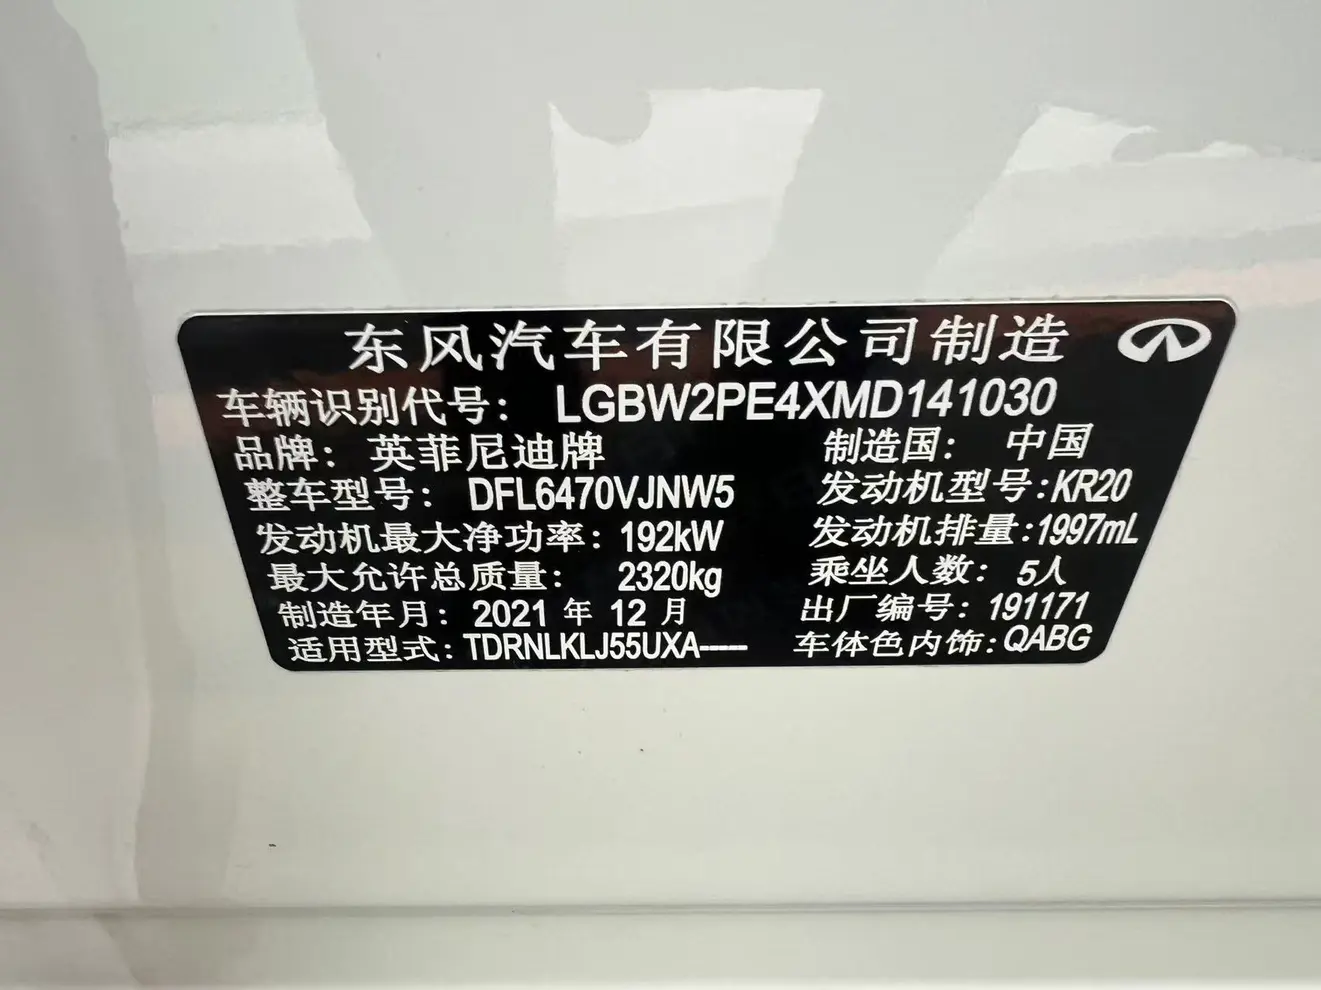 东风汽车有限公司制造
车辆识别代号: LGBW2PE4XMD141030
品牌: 英菲尼迪牌 制造国: 中国
整车型号: DFL6470VJNW5 发动机型号:KR20
发动机最大净功率: 192kW 发动机排量:1997mL
最大允许总质量: 2320kg 乘坐人数: 5人
制造年月: 2021 年 12 月 出厂编号: 191171
适用型式: TDRNLKLJ55UXA----- 车体色内饰:QABG